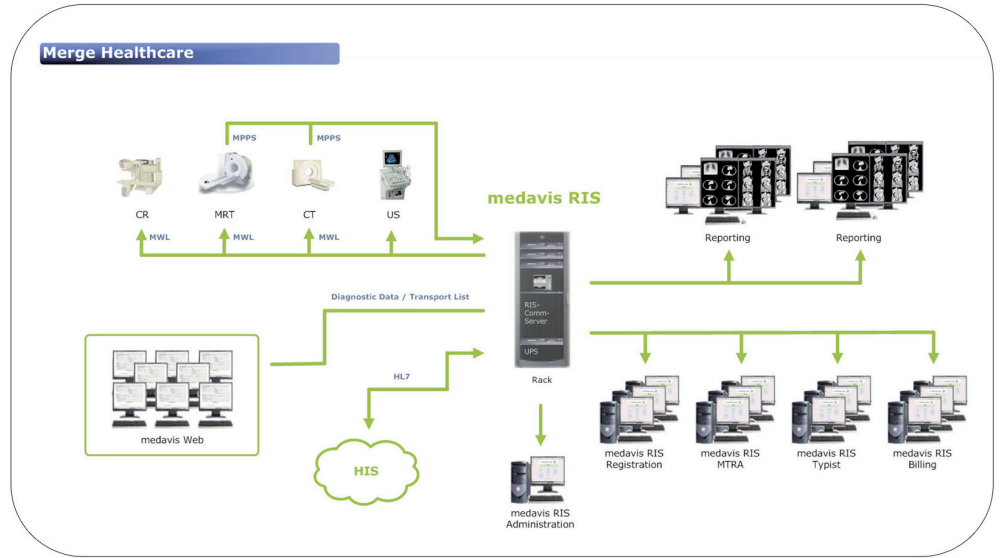 Merge Healthcare
MPPS
MPPS
CR
MRT
CT
US
MWL
MWL
MWL
medavis RIS
Reporting
Reporting
Diagnostic Data / Transport List
RIS-
Comm-
Server
UPS
Rack
HL7
medavis Web
HIS
medavis RIS
Administration
medavis RIS
Registration
medavis RIS
MTRA
medavis RIS
Typist
medavis RIS
Billing